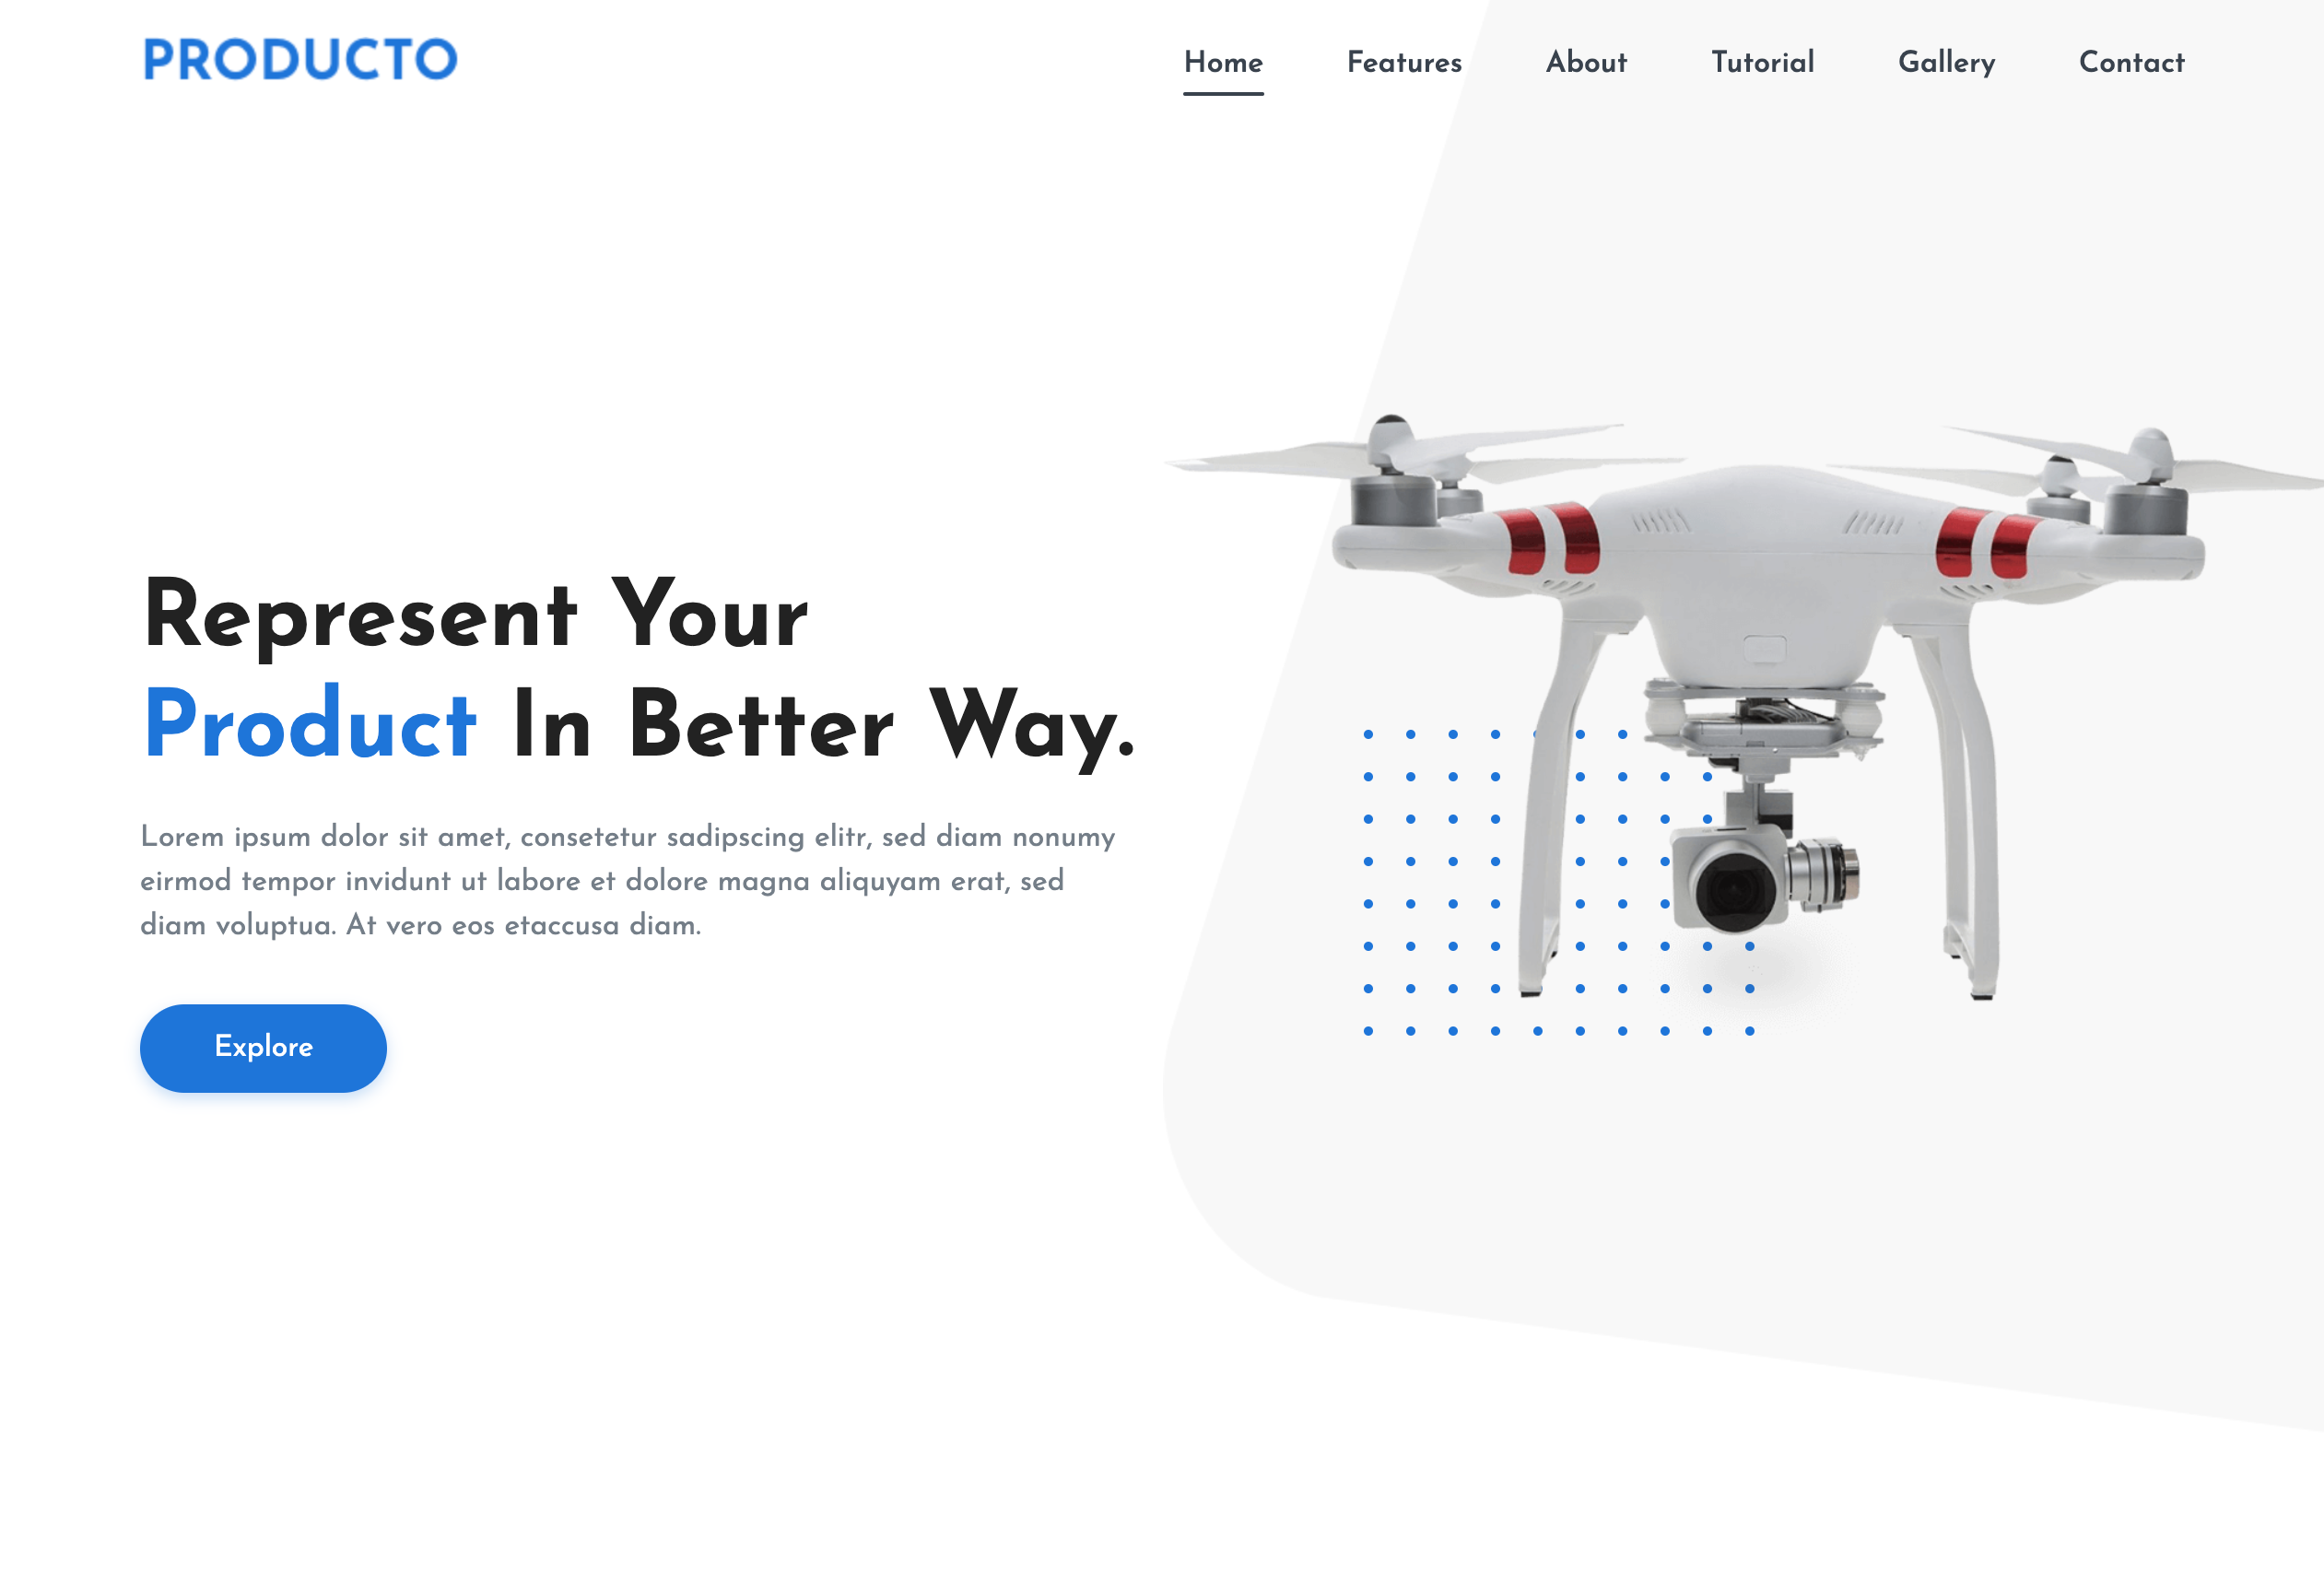 PRODUCTO
Home Features About Tutorial Gallery Contact
Represent Your
Product In Better Way.
Lorem ipsum dolor sit amet, consetetur sadipscing elitr, sed diam nonumy
eirmod tempor invidunt ut labore et dolore magna aliquyam erat, sed
diam voluptua. At vero eos etaccusa diam.
Explore